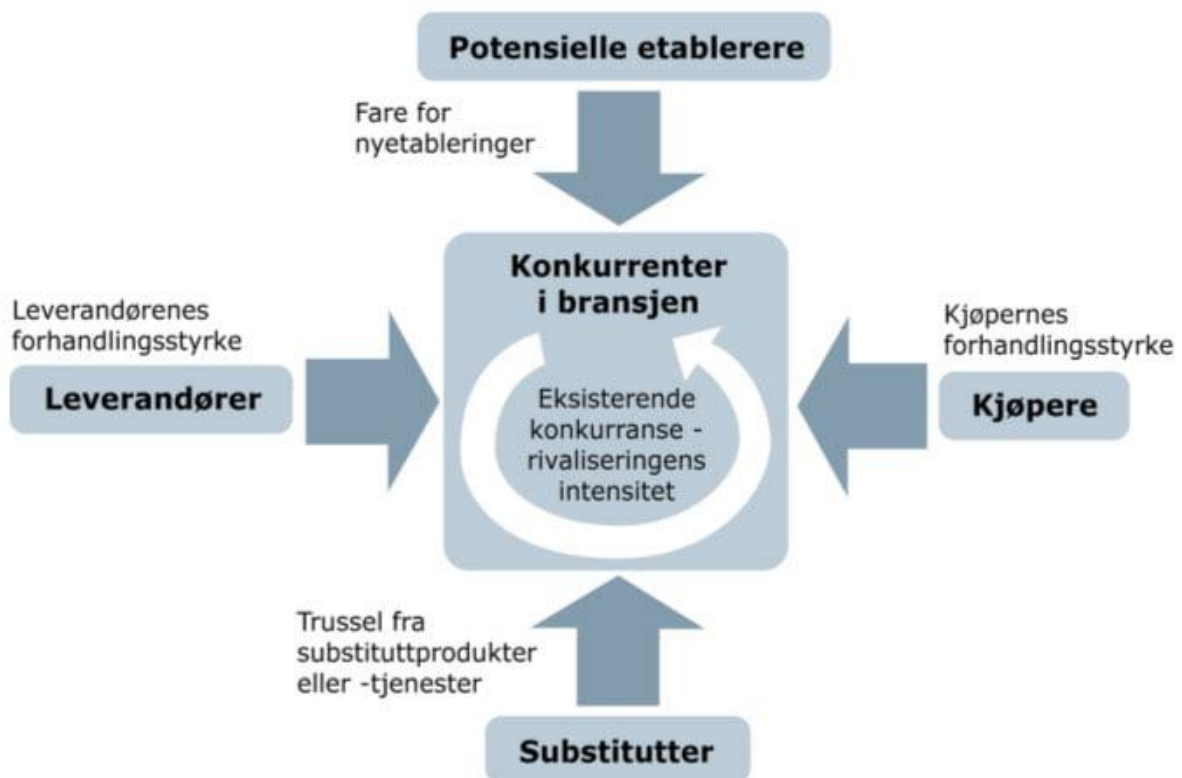 Potensielle etablerere
Fare for
nyetableringer
Konkurrenter
i bransjen
Leverandørenes
forhandlingsstyrke
Leverandører
Eksisterende
konkurranse -
rivaliseringens
intensitet
Kjøpernes
forhandlingsstyrke
Kjøpere
Trussel fra
substituttprodukter
eller -tjenester
Substitutter